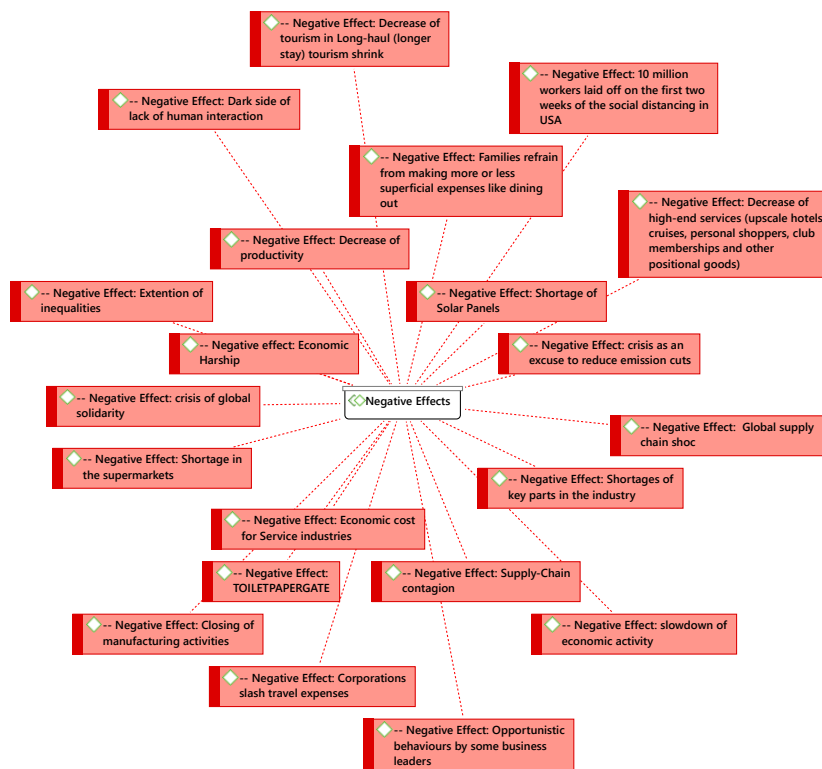 -- Negative Effect: Decrease of
tourism in Long-haul (longer
stay) tourism shrink
-- Negative Effect: 10 million
workers laid off on the first two
weeks of the social distancing in
USA
-- Negative Effect: Dark side of
lack of human interaction
-- Negative Effect: Families refrain
from making more or less
superficial expenses like dining
out
-- Negative Effect: Decrease of
high-end services (upscale hotels
cruises, personal shoppers, club
memberships and other
positional goods)
-- Negative Effect: Decrease of
productivity
-- Negative Effect: Extention of
inequalities
-- Negative Effect: Shortage of
Solar Panels
-- Negative effect: Economic
Harship
-- Negative Effect: crisis as an
excuse to reduce emission cuts
-- Negative Effect: crisis of global
solidarity
Negative Effects
-- Negative Effect:  Global supply
chain shoc
-- Negative Effect: Shortage in
the supermarkets
-- Negative Effect: Shortages of
key parts in the industry
-- Negative Effect: Economic cost
for Service industries
-- Negative Effect:
TOILETPAPERGATE
-- Negative Effect: Supply-Chain
contagion
-- Negative Effect: Closing of
manufacturing activities
-- Negative Effect: slowdown of
economic activity
-- Negative Effect: Corporations
slash travel expenses
-- Negative Effect: Opportunistic
behaviours by some business
leaders